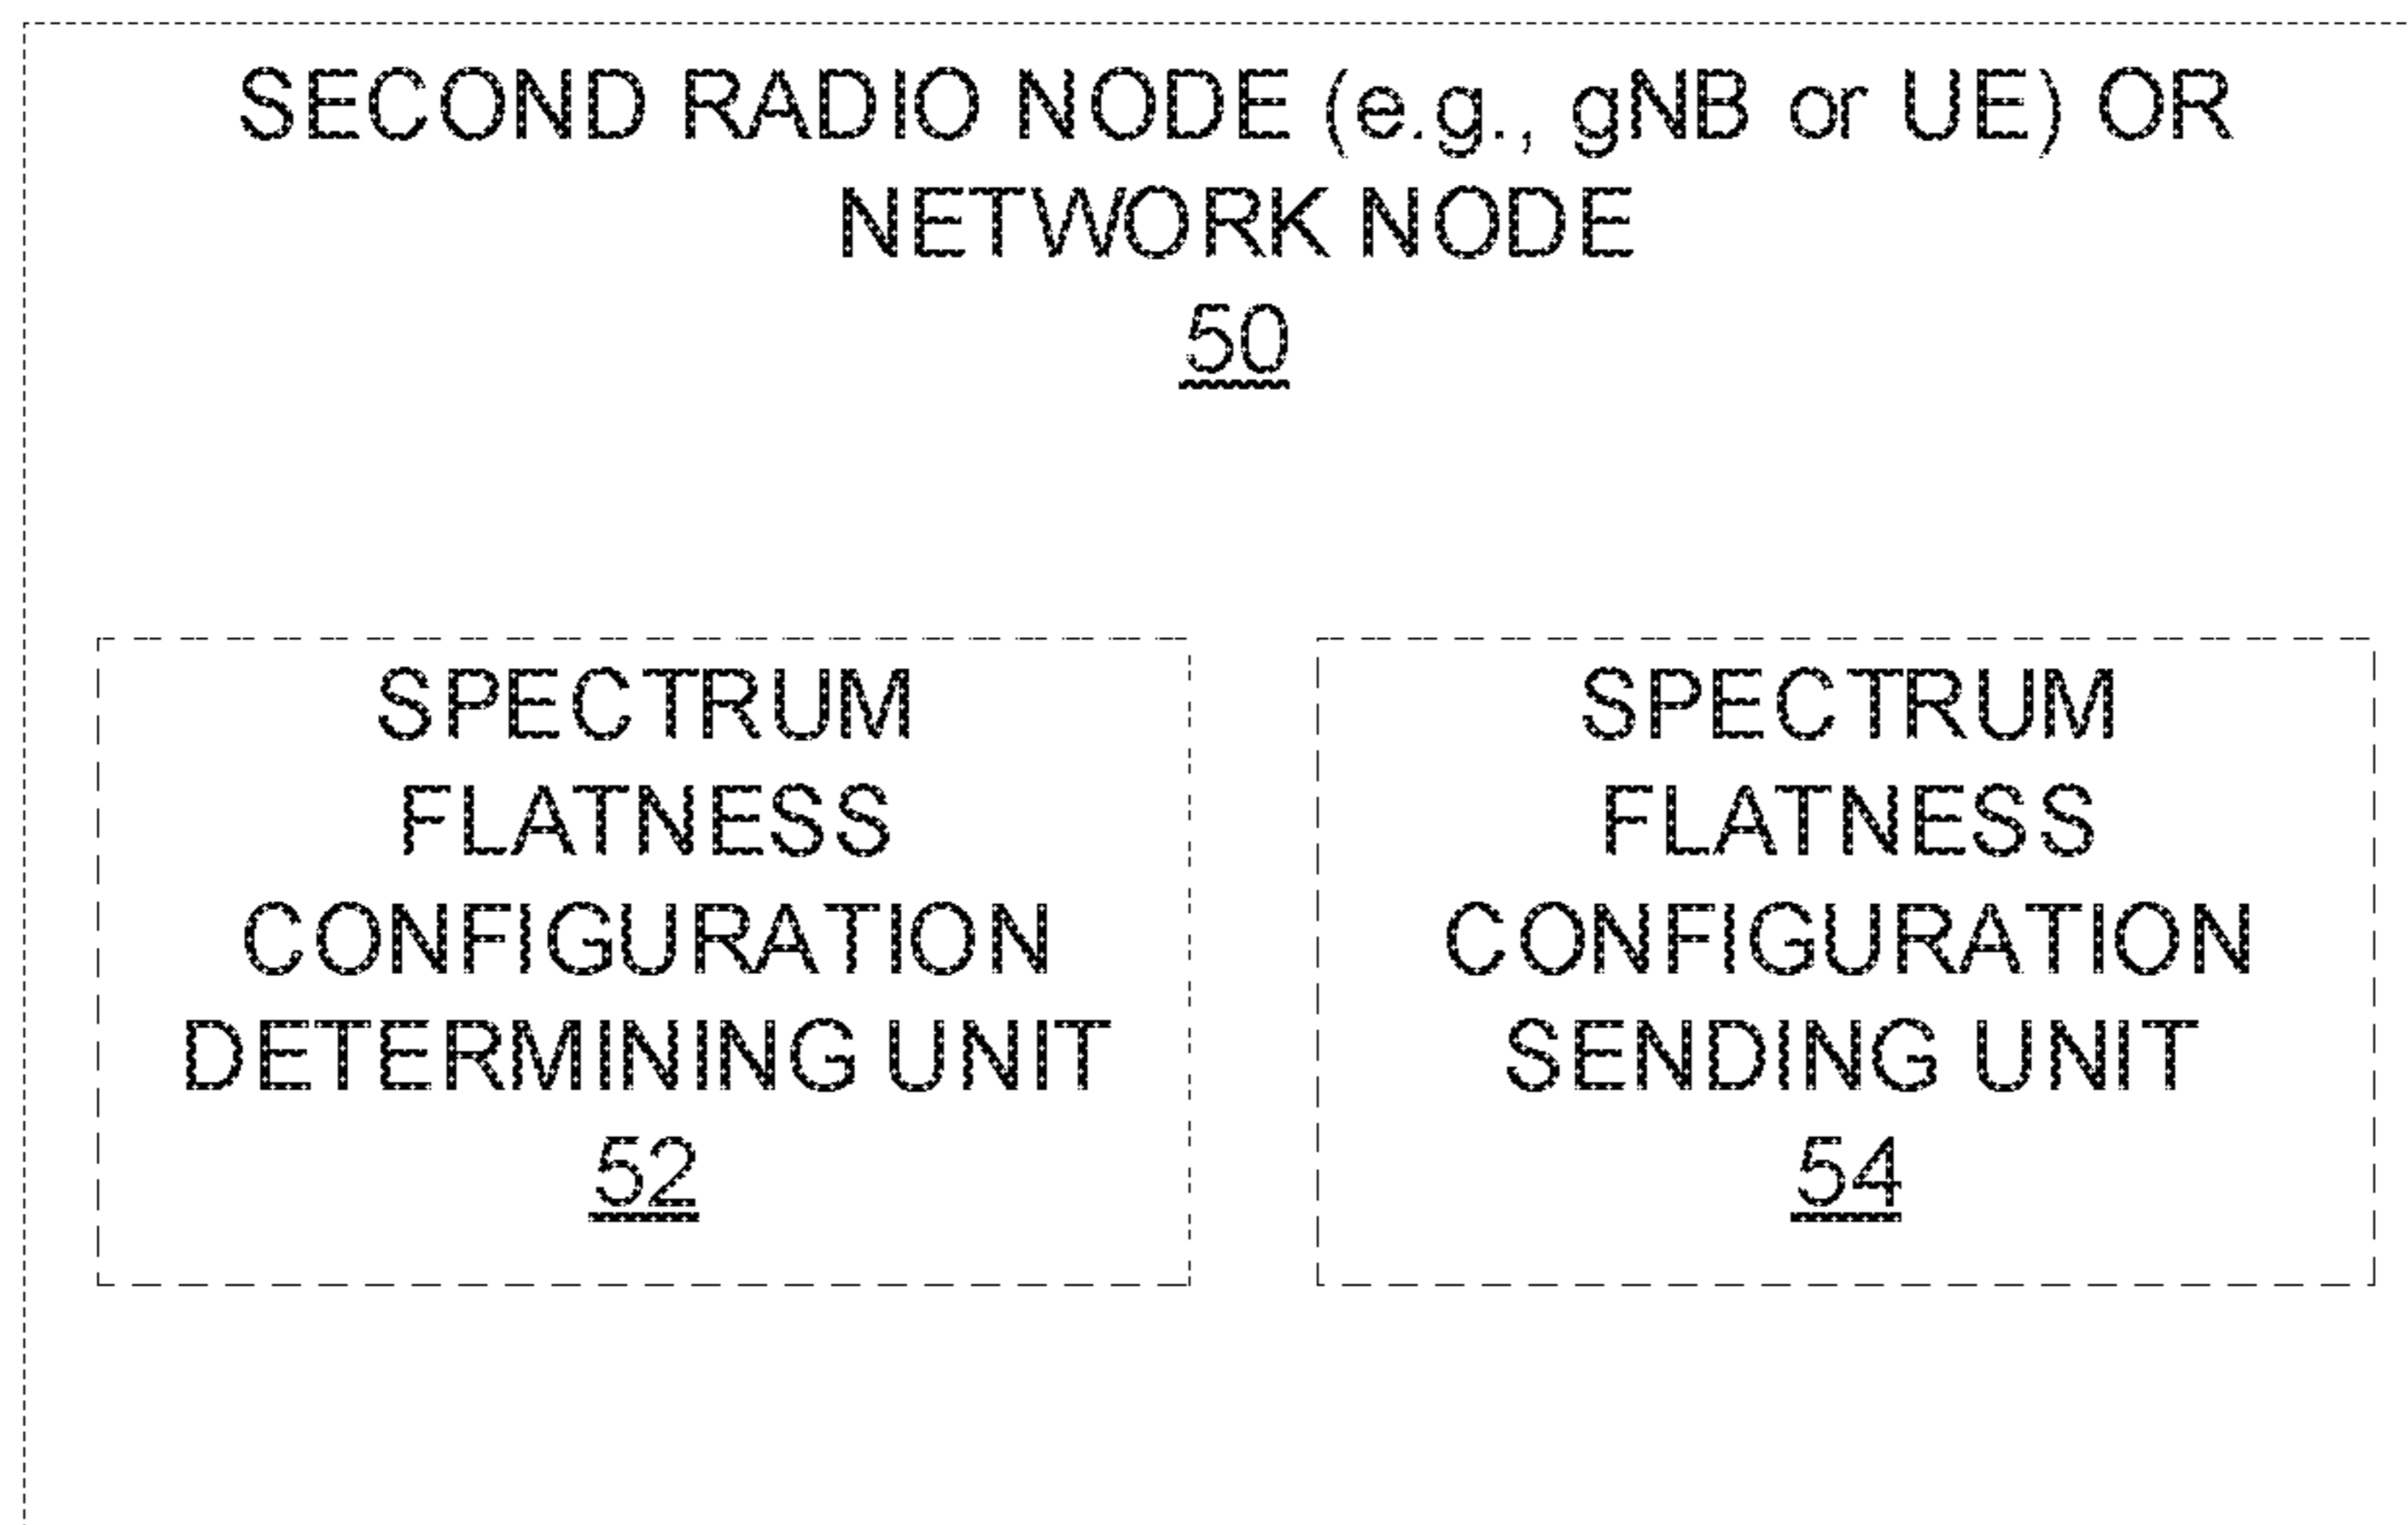 SECOND RADIO NODE (e.g., gNB or UE) OR
NETWORK NODE
50
SPECTRUM
FLATNESS
CONFIGURATION
DETERMINING UNIT
52
SPECTRUM
FLATNESS
CONFIGURATION
SENDING UNIT
54